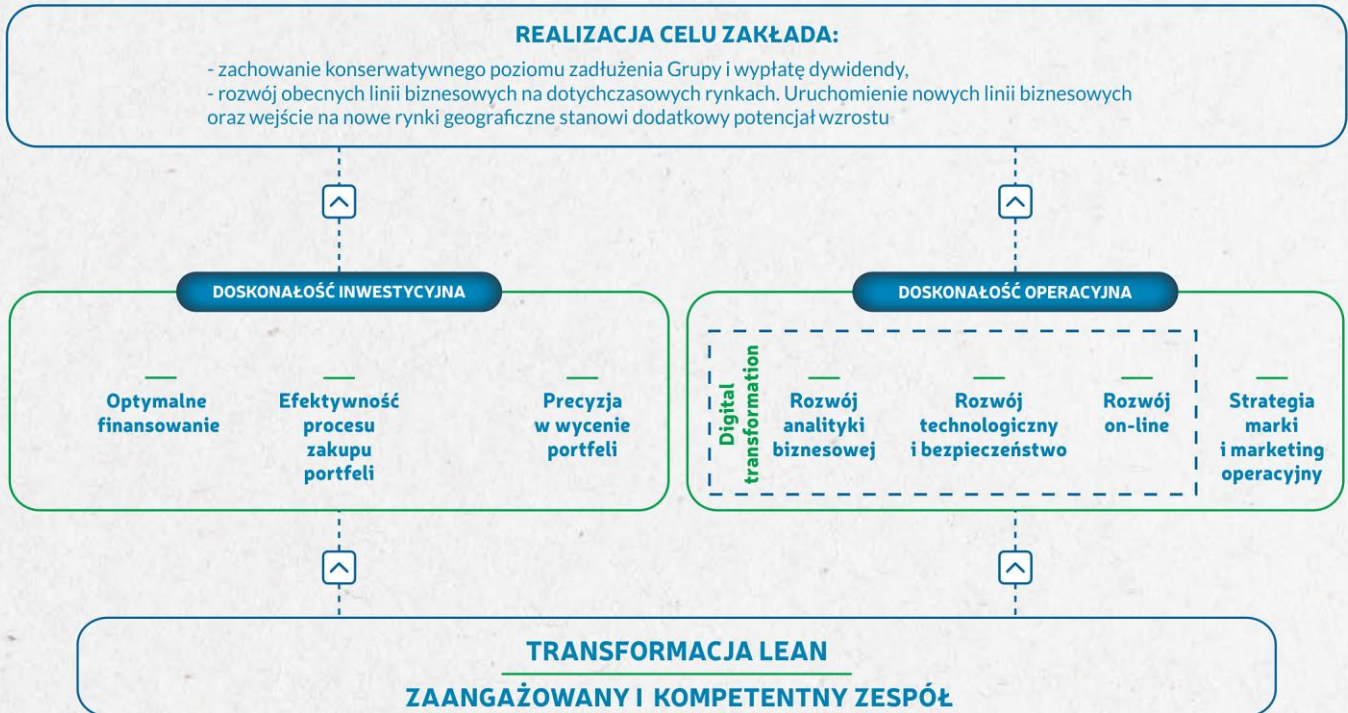 REALIZACJA CELU ZAKŁADA:
- zachowanie konserwatywnego poziomu zadłużenia Grupy i wypłatę dywidendy,
- rozwój obecnych linii biznesowych na dotychczasowych rynkach. Uruchomienie nowych linii biznesowych
oraz wejście na nowe rynki geograficzne stanowi dodatkowy potencjał wzrostu
DOSKONAŁOŚĆ INWESTYCYJNA
Optymalne
finansowanie
Efektywność
procesu
zakupu
portfeli
Precyzja
w wycenie
portfeli
DOSKONAŁOŚĆ OPERACYJNA
Digital
transformation
Rozwój
analityki
biznesowej
Rozwój
technologiczny
i bezpieczeństwo
Rozwój
on-line
Strategia
marki
i marketing
operacyjny
TRANSFORMACJA LEAN
ZAANGAŻOWANY I KOMPETENTNY ZESPÓŁ